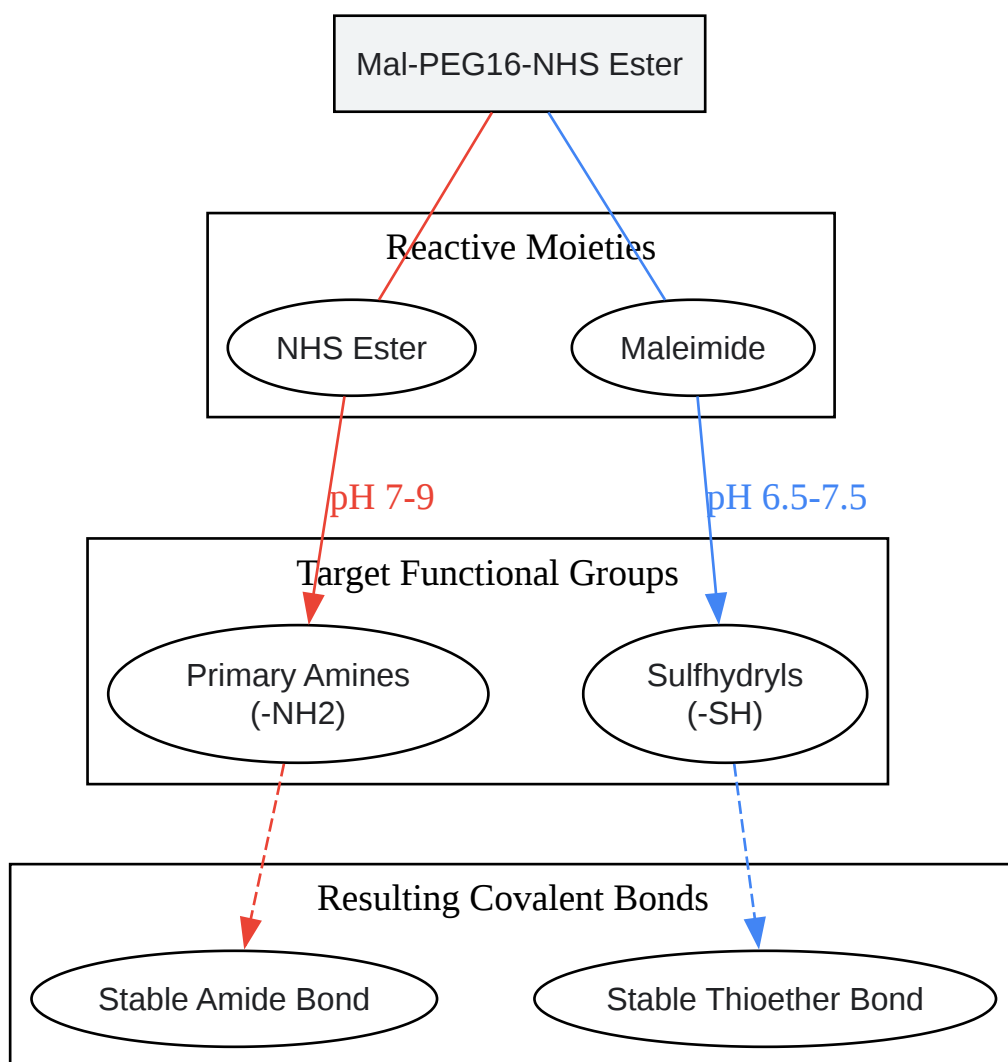 Mal-PEG16-NHS Ester
Reactive Moieties
NHS Ester
Maleimide
pH 7-9
pH 6.5-7.5
Target Functional Groups
Primary Amines
(-NH2)
Sulfhydryls
(-SH)
Resulting Covalent Bonds
Stable Amide Bond
Stable Thioether Bond